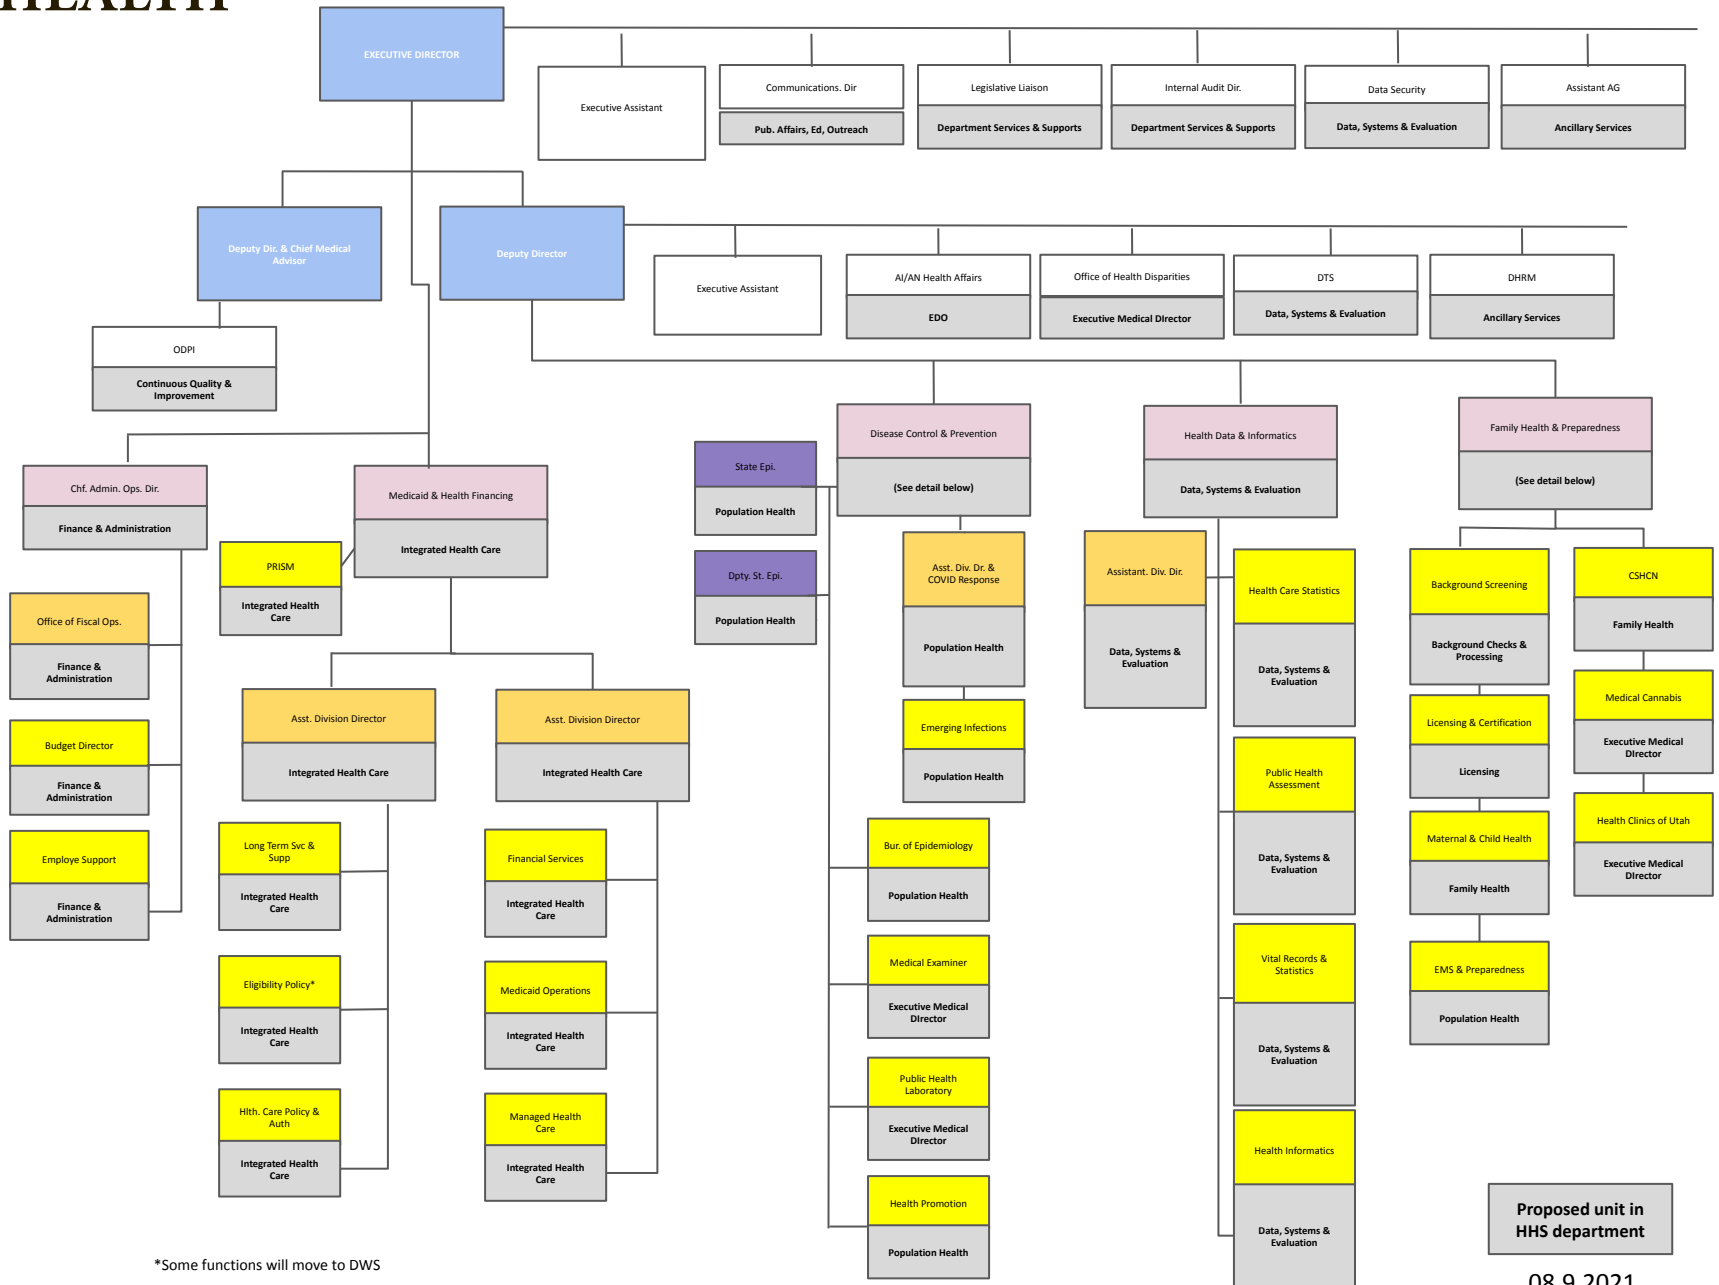 HEALTH
EXECUTIVE DIRECTOR
Executive Assistant
Communications. Dir
Pub. Affairs, Ed, Outreach
Legislative Liaison
Department Services & Supports
Internal Audit Dir.
Department Services & Supports
Data Security
Data, Systems & Evaluation
Assistant AG
Ancillary Services
Deputy Dir. & Chief Medical
Advisor
Deputy Director
Executive Assistant
AI/AN Health Affairs
EDO
Office of Health Disparities
Executive Medical DIrector
DTS
Data, Systems & Evaluation
DHRM
Ancillary Services
ODPI
Continuous Quality &
Improvement
Chf. Admin. Ops. Dir.
Finance & Administration
Medicaid & Health Financing
Integrated Health Care
PRISM
Integrated Health
Care
Office of Fiscal Ops.
Finance &
Administration
Budget Director
Finance &
Administration
Employe Support
Finance &
Administration
Asst. Division Director
Integrated Health Care
Asst. Division Director
Integrated Health Care
Long Term Svc &
Supp
Integrated Health
Care
Eligibility Policy*
Integrated Health
Care
Hlth. Care Policy &
Auth
Integrated Health
Care
Financial Services
Integrated Health
Care
Medicaid Operations
Integrated Health
Care
Managed Health
Care
Integrated Health
Care
State Epi.
Population Health
Dpty. St. Epi.
Population Health
Disease Control & Prevention
(See detail below)
Asst. Div. Dr. &
COVID Response
Population Health
Emerging Infections
Population Health
Bur. of Epidemiology
Population Health
Medical Examiner
Executive Medical
DIrector
Public Health
Laboratory
Executive Medical
DIrector
Health Promotion
Population Health
Health Data & Informatics
Data, Systems & Evaluation
Assistant. Div. Dir.
Data, Systems &
Evaluation
Health Care Statistics
Data, Systems &
Evaluation
Public Health
Assessment
Data, Systems &
Evaluation
Vital Records &
Statistics
Data, Systems &
Evaluation
Health Informatics
Data, Systems &
Evaluation
Family Health & Preparedness
(See detail below)
Background Screening
Background Checks &
Processing
Licensing & Certification
Licensing
Maternal & Child Health
Family Health
EMS & Preparedness
Population Health
CSHCN
Family Health
Medical Cannabis
Executive Medical
DIrector
Health Clinics of Utah
Executive Medical
DIrector
Proposed unit in
HHS department
*Some functions will move to DWS
08.9.2021